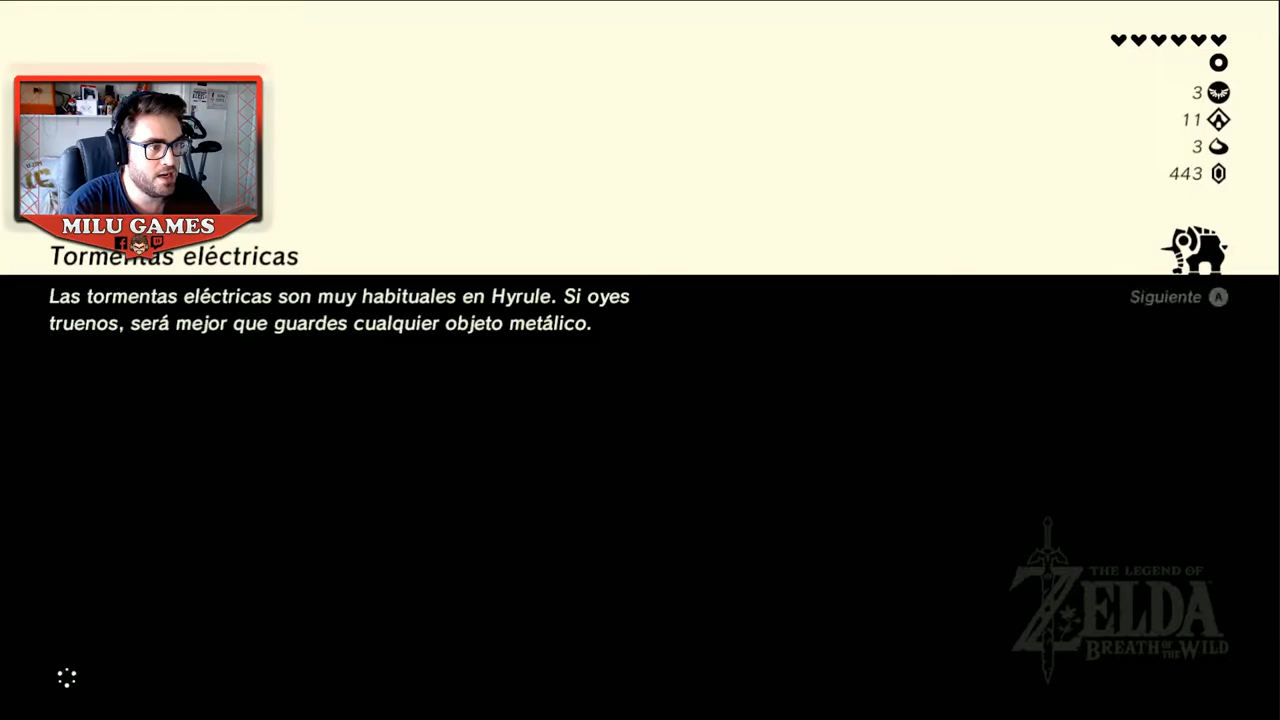 3
11
3
443
MILU GAMES
Tormentas eléctricas
Las tormentas eléctricas son muy habituales en Hyrule. Si oyes
truenos, será mejor que guardes cualquier objeto metálico.
Siguiente A
THE LEGEND OF
ZELDA
BREATH OF THE WILD